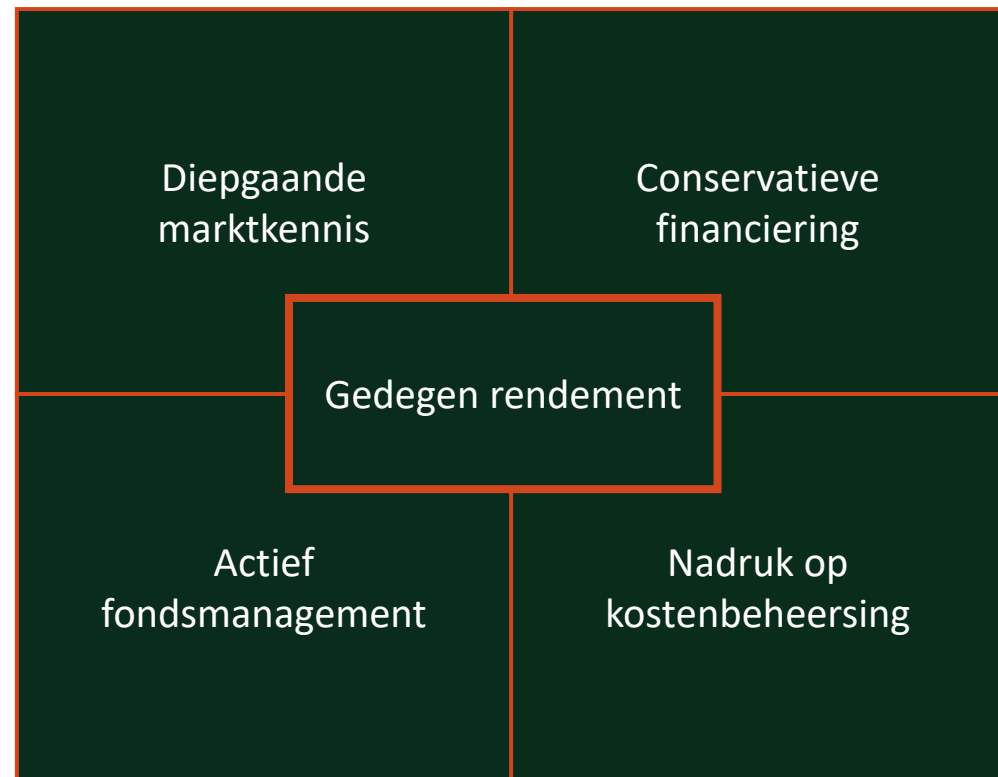 Diepgaande
marktkennis
Conservatieve
financiering
Gedegen rendement
Actief
fondsmanagement
Nadruk op
kostenbeheersing